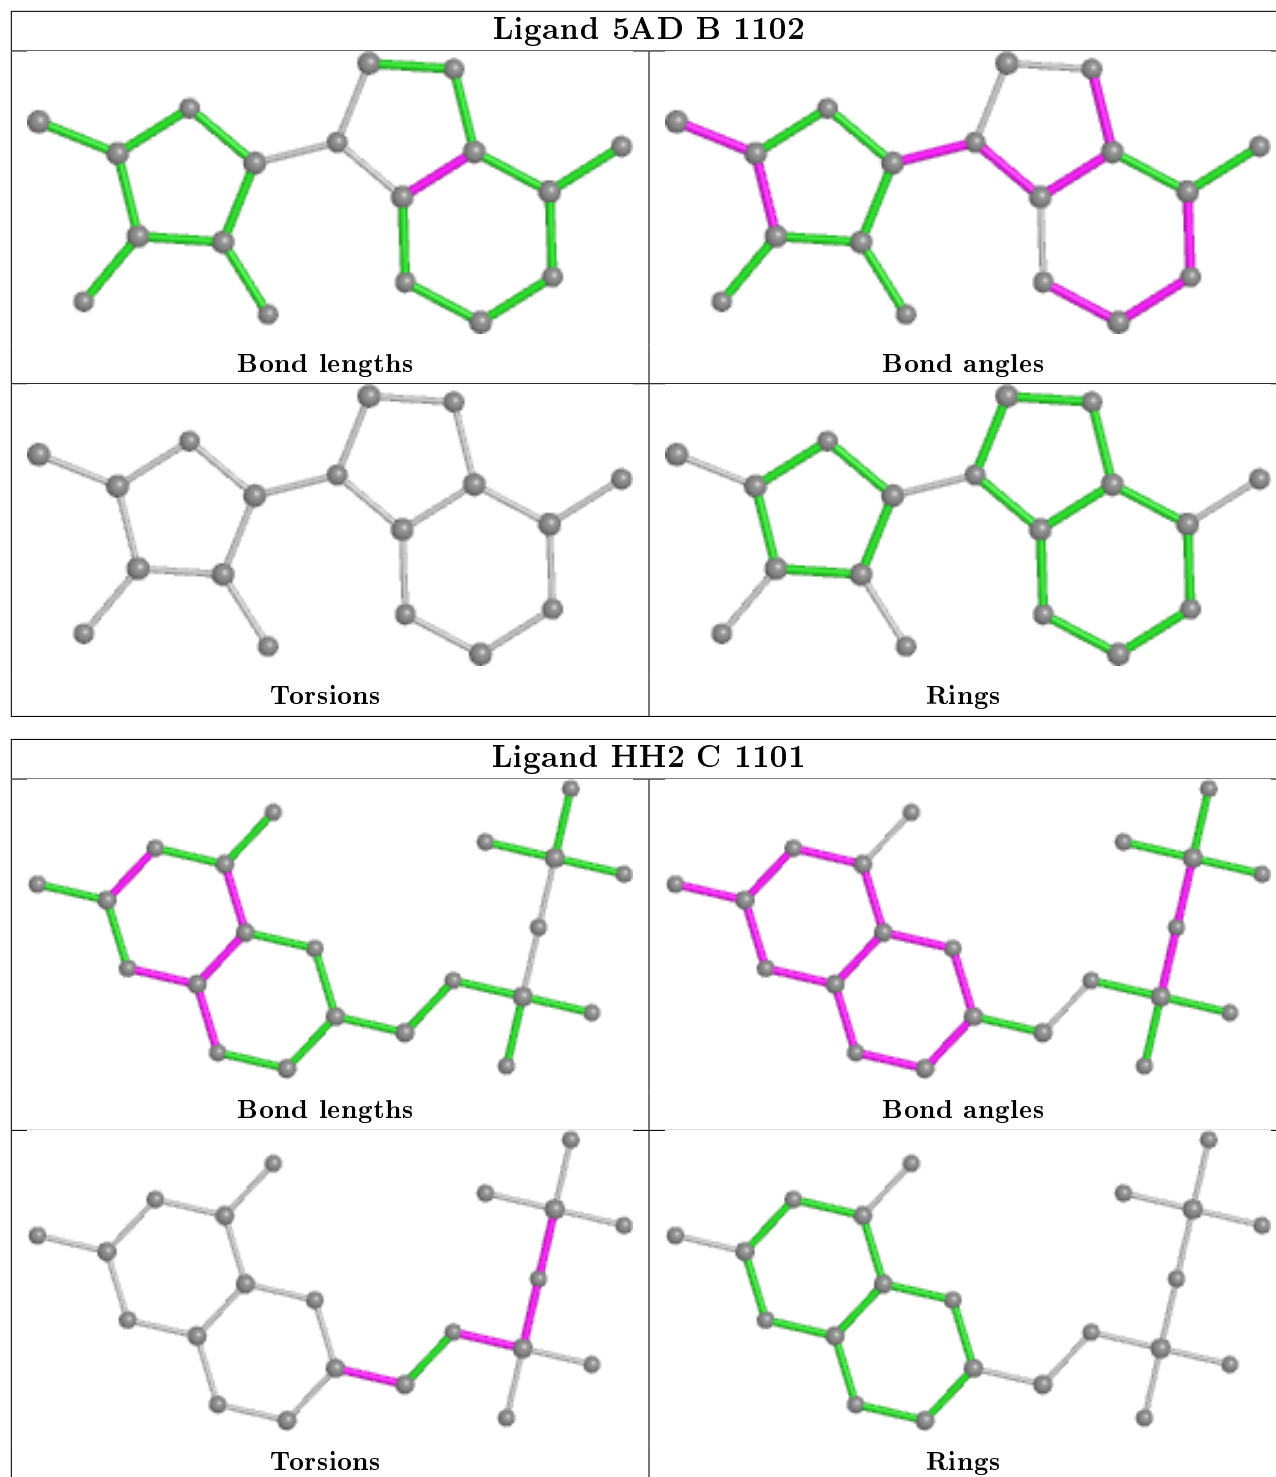 Ligand 5AD B 1102
Bond lengths
Bond angles
Torsions
Rings
Ligand HH2 C 1101
Bond lengths
Bond angles
Torsions
Rings